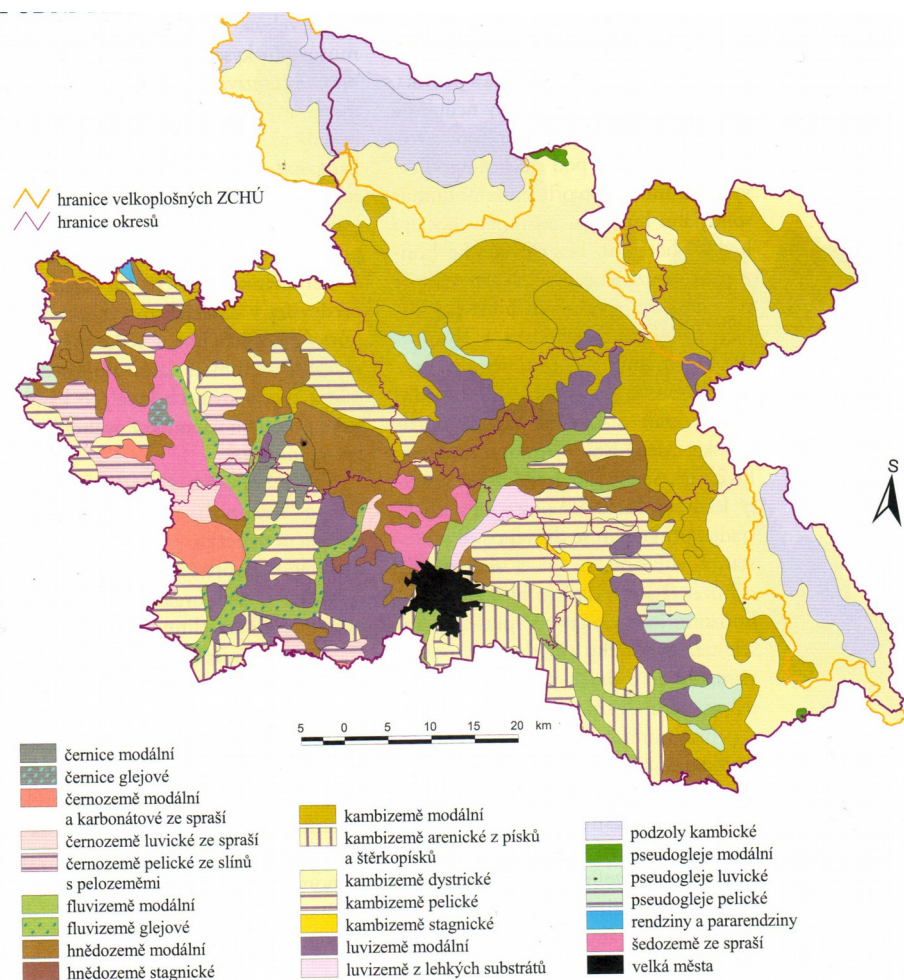 hranice velkoplošných ZCHÚ
hranice okresů
S
5 0 5 10 15 20 km
černice modální
černice glejové
černozemě modální
a karbonátové ze spraší
černozemě luvické ze spraší
černozemě pelické ze slínů
s pelozeměmi
fluvizemě modální
fluvizemě glejové
hnědozemě modální
hnědozemě stagnické
kambizemě modální
kambizemě arenické z písků
a štěrkopísků
kambizemě dystrické
kambizemě pelické
kambizemě stagnické
luvizemě modální
luvizemě z lehkých substrátů
podzoly kambické
pseudogleje modální
pseudogleje luvické
pseudogleje pelické
rendziny a pararendziny
šedozemě ze spraší
velká města